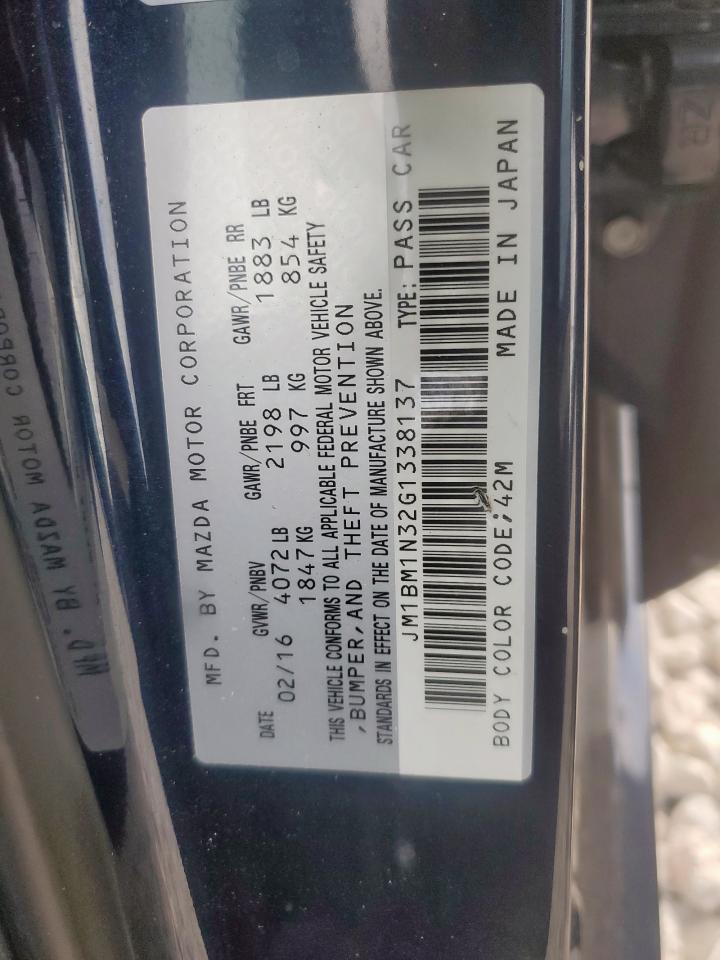 MFD. BY MAZDA MOTOR CORPORATION
DATE GVWR/PNBV GAWR/PNBE FRT GAWR/PNBE RR
02/16 4072 LB 2198 LB 1883 LB
1847 KG 997 KG 854 KG
THIS VEHICLE CONFORMS TO ALL APPLICABLE FEDERAL MOTOR VEHICLE SAFETY
,BUMPER, AND THEFT PREVENTION
STANDARDS IN EFFECT ON THE DATE OF MANUFACTURE SHOWN ABOVE.
JM1BM1N32G1338137 TYPE: PASS CAR
BODY COLOR CODE;42M MADE IN JAPAN
MFD. BY MAZDA MOTOR